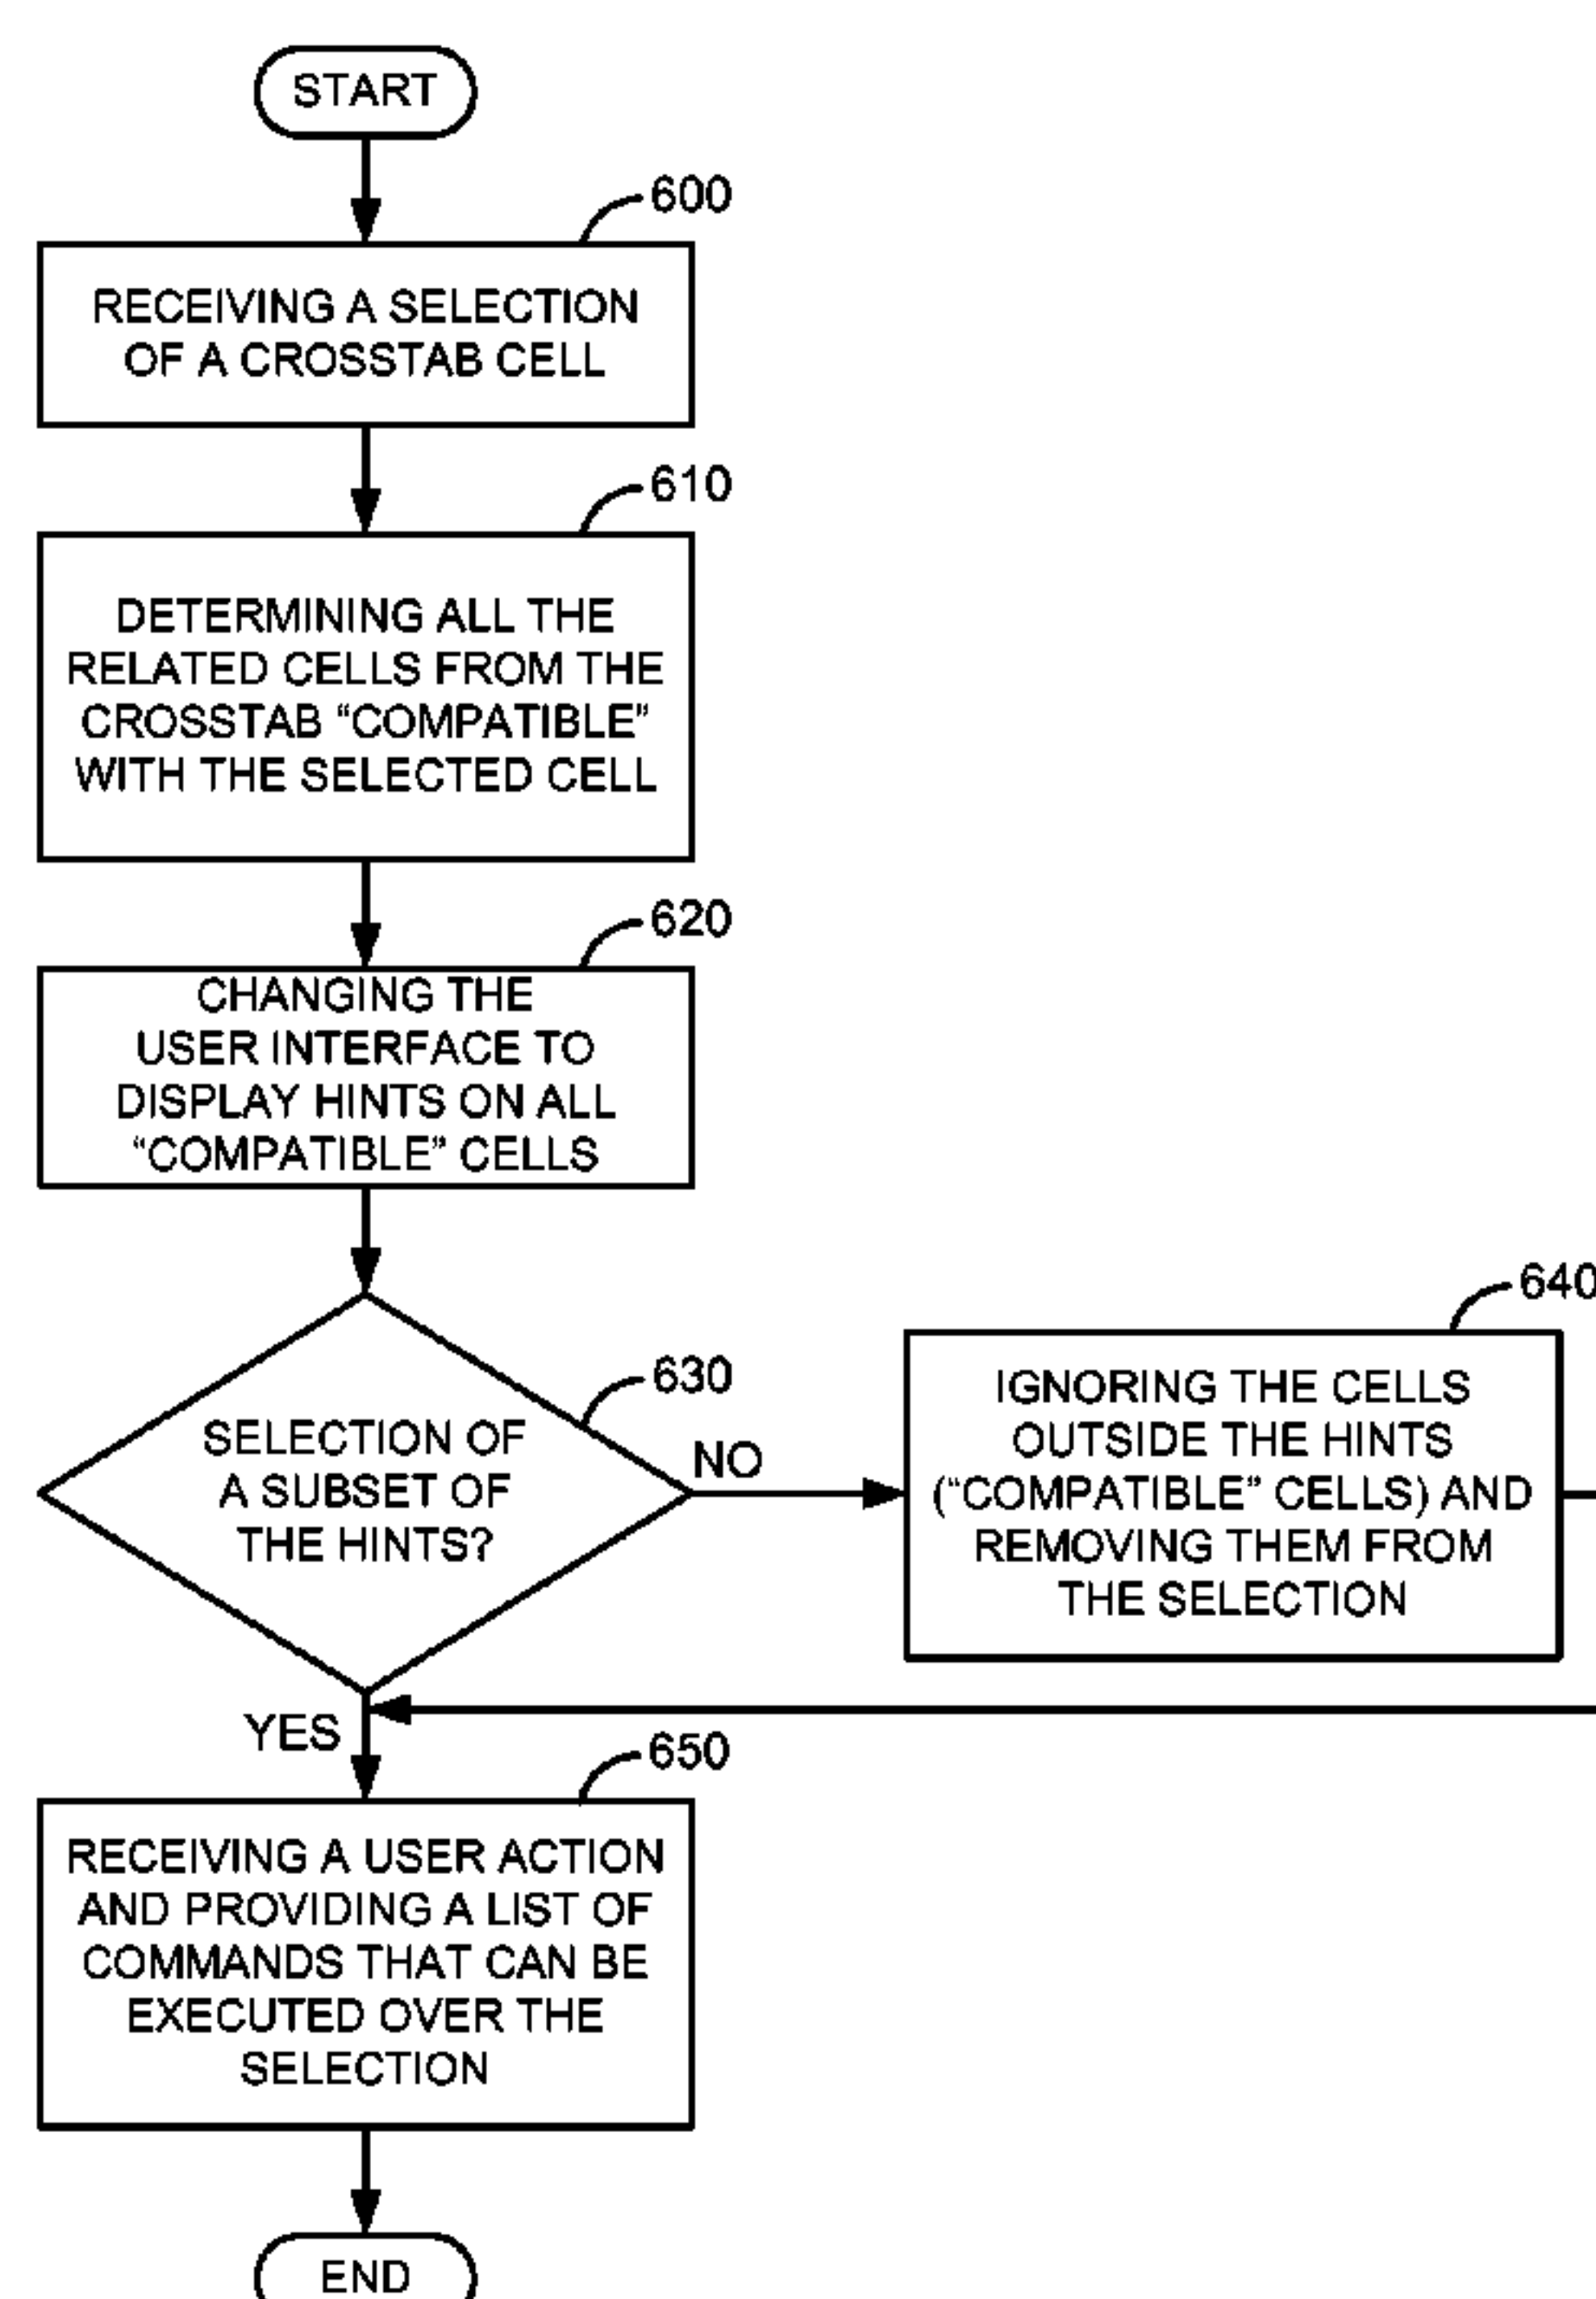 START
600
RECEIVING A SELECTION
OF A CROSSTAB CELL
610
DETERMINING ALL THE
RELATED CELLS FROM THE
CROSSTAB “COMPATIBLE”
WITH THE SELECTED CELL
620
CHANGING THE
USER INTERFACE TO
DISPLAY HINTS ON ALL
“COMPATIBLE” CELLS
630
SELECTION OF
A SUBSET OF
THE HINTS?
NO
640
IGNORING THE CELLS
OUTSIDE THE HINTS
(“COMPATIBLE” CELLS) AND
REMOVING THEM FROM
THE SELECTION
YES
650
RECEIVING A USER ACTION
AND PROVIDING A LIST OF
COMMANDS THAT CAN BE
EXECUTED OVER THE
SELECTION
END